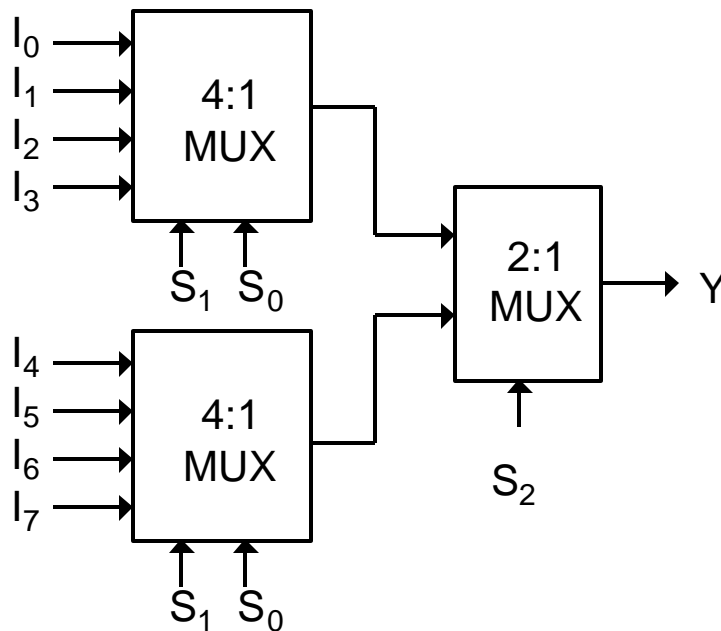 I₀
I₁
I₂
I₃
4:1
MUX
S₁ S₀
2:1
MUX
Y
S₂
I₄
I₅
I₆
I₇
4:1
MUX
S₁ S₀